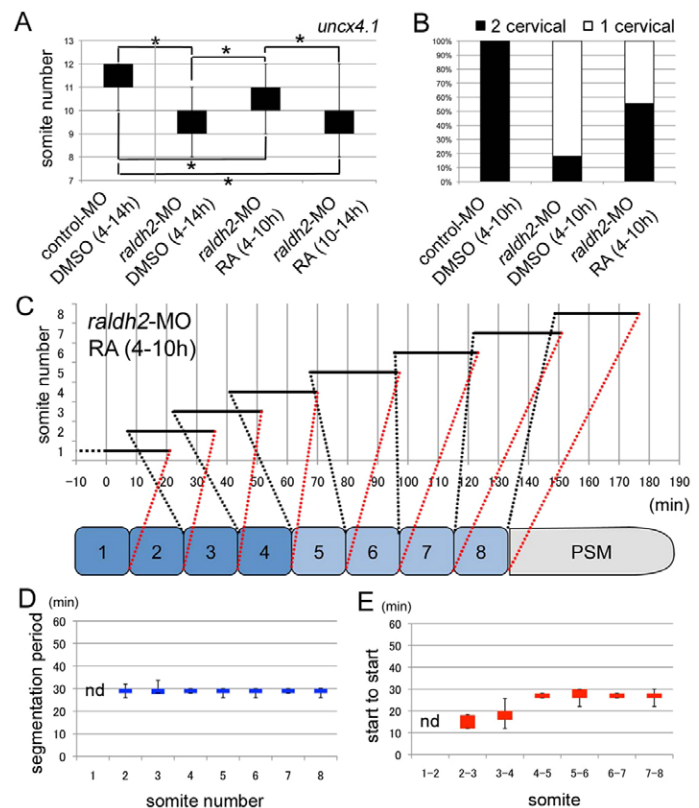 A
uncx4.1
somite number
13
12
11
10
9
8
7
*
*
*
*
*
control-MO
DMSO (4-14h)
raldh2-MO
DMSO (4-14h)
raldh2-MO
RA (4-10h)
raldh2-MO
RA (10-14h)
B
2 cervical
1 cervical
100%
90%
80%
70%
60%
50%
40%
30%
20%
10%
0%
control-MO
DMSO (4-10h)
raldh2-MO
DMSO (4-10h)
raldh2-MO
RA (4-10h)
C
raldh2-MO
RA (4-10h)
somite number
8
7
6
5
4
3
2
1
−10 0 10 20 30 40 50 60 70 80 90 100 110 120 130 140 150 160 170 180 190
(min)
1 2 3 4 5 6 7 8 PSM
D
(min)
segmentation period
60
50
40
30
20
10
0
nd
1 2 3 4 5 6 7 8
somite number
E
(min)
start to start
60
50
40
30
20
10
0
nd
1-2 2-3 3-4 4-5 5-6 6-7 7-8
somite